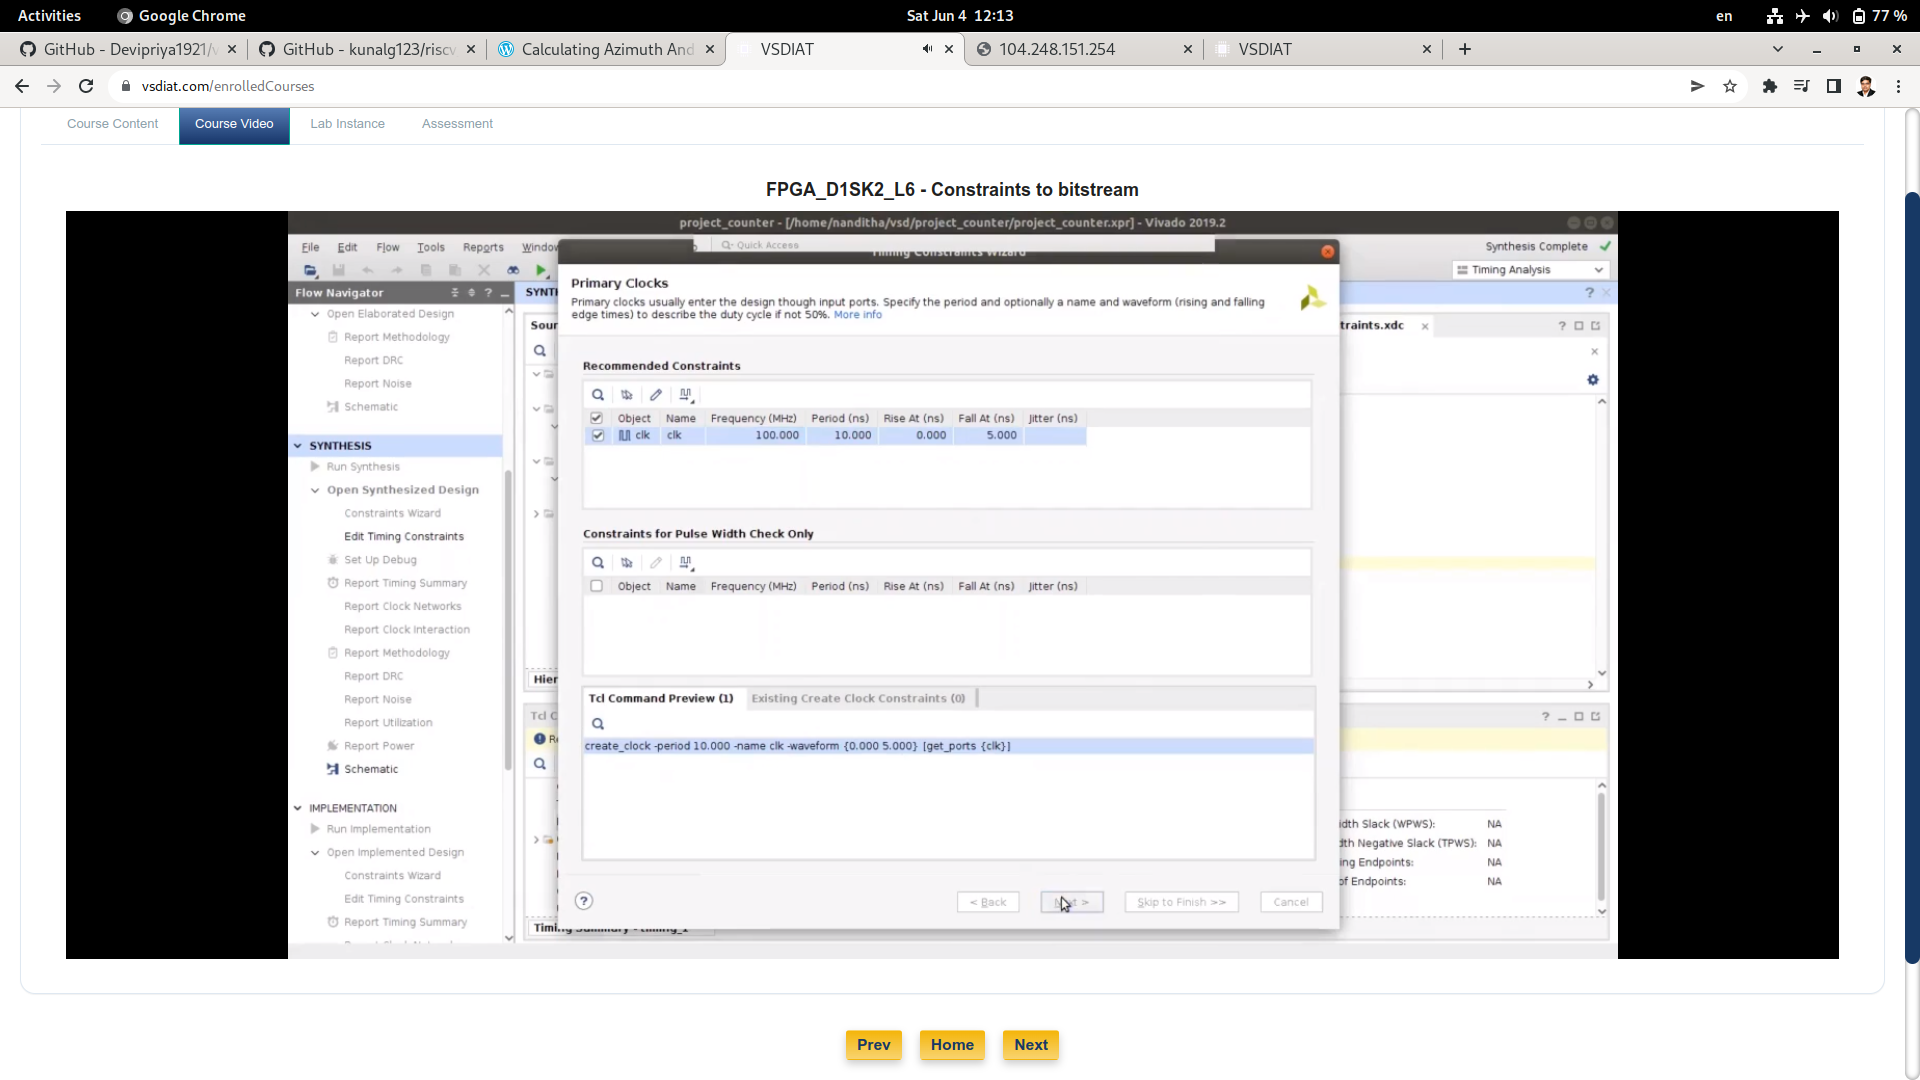 Activities
Google Chrome
Sat Jun 4 12:13
en
77 %
GitHub - Devipriya1921/
GitHub - kunalg123/riscv
Calculating Azimuth And
VSDIAT
104.248.151.254
VSDIAT
vsdiat.com/enrolledCourses
Course Content
Course Video
Lab Instance
Assessment
FPGA_D1SK2_L6 - Constraints to bitstream
project_counter - [/home/nanditha/vsd/project_counter/project_counter.xpr] - Vivado 2019.2
File Edit Flow Tools Reports Window
Q- Quick Access
Synthesis Complete
Timing Analysis
Flow Navigator
Open Elaborated Design
Report Methodology
Report DRC
Report Noise
Schematic
SYNTHESIS
Run Synthesis
Open Synthesized Design
Constraints Wizard
Edit Timing Constraints
Set Up Debug
Report Timing Summary
Report Clock Networks
Report Clock Interaction
Report Methodology
Report DRC
Report Noise
Report Utilization
Report Power
Schematic
IMPLEMENTATION
Run Implementation
Open Implemented Design
Constraints Wizard
Edit Timing Constraints
Report Timing Summary
SYNTH
Sour
Hier
Tcl C
Re
Timing Constraints Wizard
Primary Clocks
Primary clocks usually enter the design though input ports. Specify the period and optionally a name and waveform (rising and falling
edge times) to describe the duty cycle if not 50%. More info
Recommended Constraints
Object Name Frequency (MHz) Period (ns) Rise At (ns) Fall At (ns) Jitter (ns)
clk clk 100.000 10.000 0.000 5.000
Constraints for Pulse Width Check Only
Object Name Frequency (MHz) Period (ns) Rise At (ns) Fall At (ns) Jitter (ns)
Tcl Command Preview (1)
Existing Create Clock Constraints (0)
create_clock -period 10.000 -name clk -waveform {0.000 5.000} [get_ports {clk}]
< Back
Next >
Skip to Finish >>
Cancel
traints.xdc
idth Slack (WPWS): NA
dth Negative Slack (TPWS): NA
ing Endpoints: NA
of Endpoints: NA
Timing Summary - timing_1
Prev
Home
Next